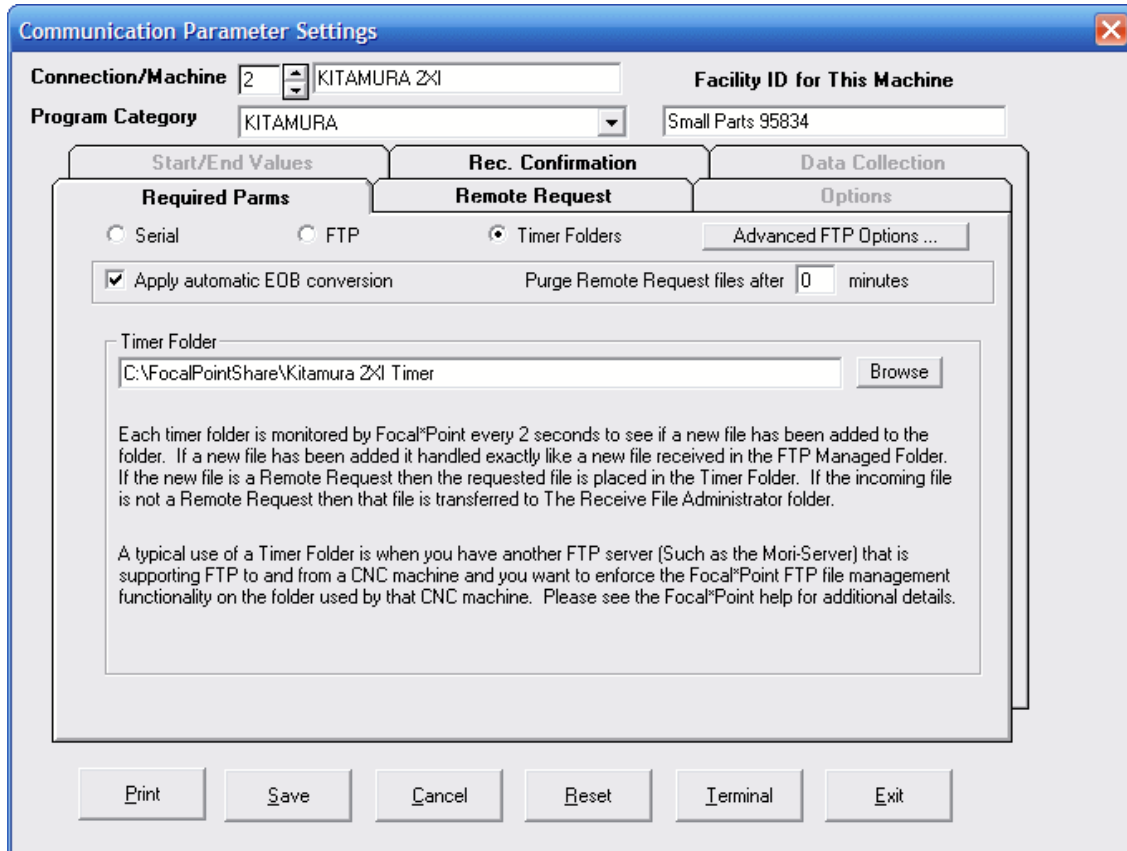 Communication Parameter Settings
Connection/Machine 2 KITAMURA 2XI Facility ID for This Machine
Program Category KITAMURA Small Parts 95834
Start/End Values Rec. Confirmation Data Collection
Required Parms Remote Request Options
Serial FTP Timer Folders Advanced FTP Options ...
Apply automatic EOB conversion Purge Remote Request files after 0 minutes
Timer Folder
C:\FocalPointShare\Kitamura 2XI Timer Browse
Each timer folder is monitored by Focal*Point every 2 seconds to see if a new file has been added to the
folder. If a new file has been added it handled exactly like a new file received in the FTP Managed Folder.
If the new file is a Remote Request then the requested file is placed in the Timer Folder. If the incoming file
is not a Remote Request then that file is transferred to The Receive File Administrator folder.
A typical use of a Timer Folder is when you have another FTP server (Such as the Mori-Server) that is
supporting FTP to and from a CNC machine and you want to enforce the Focal*Point FTP file management
functionality on the folder used by that CNC machine. Please see the Focal*Point help for additional details.
Print Save Cancel Reset Terminal Exit